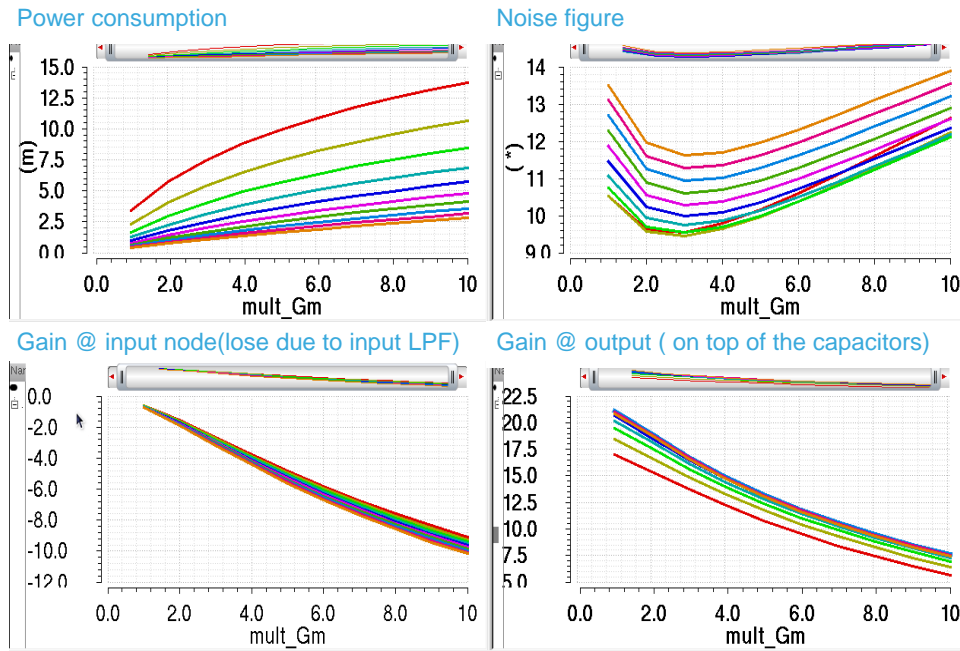 Power consumption
Noise figure
15.0
12.5
10.0
7.5
5.0
2.5
0.0
(m)
0.0 2.0 4.0 6.0 8.0 10
mult_Gm
14
13
12
11
10
9.0
(*)
0.0 2.0 4.0 6.0 8.0 10
mult_Gm
Gain @ input node(lose due to input LPF)
Gain @ output ( on top of the capacitors)
Nar
0.0
-2.0
-4.0
-6.0
-8.0
-10.0
-12.0
0.0 2.0 4.0 6.0 8.0 10
mult_Gm
22.5
20.0
17.5
15.0
12.5
10.0
7.5
5.0
0.0 2.0 4.0 6.0 8.0 10
mult_Gm